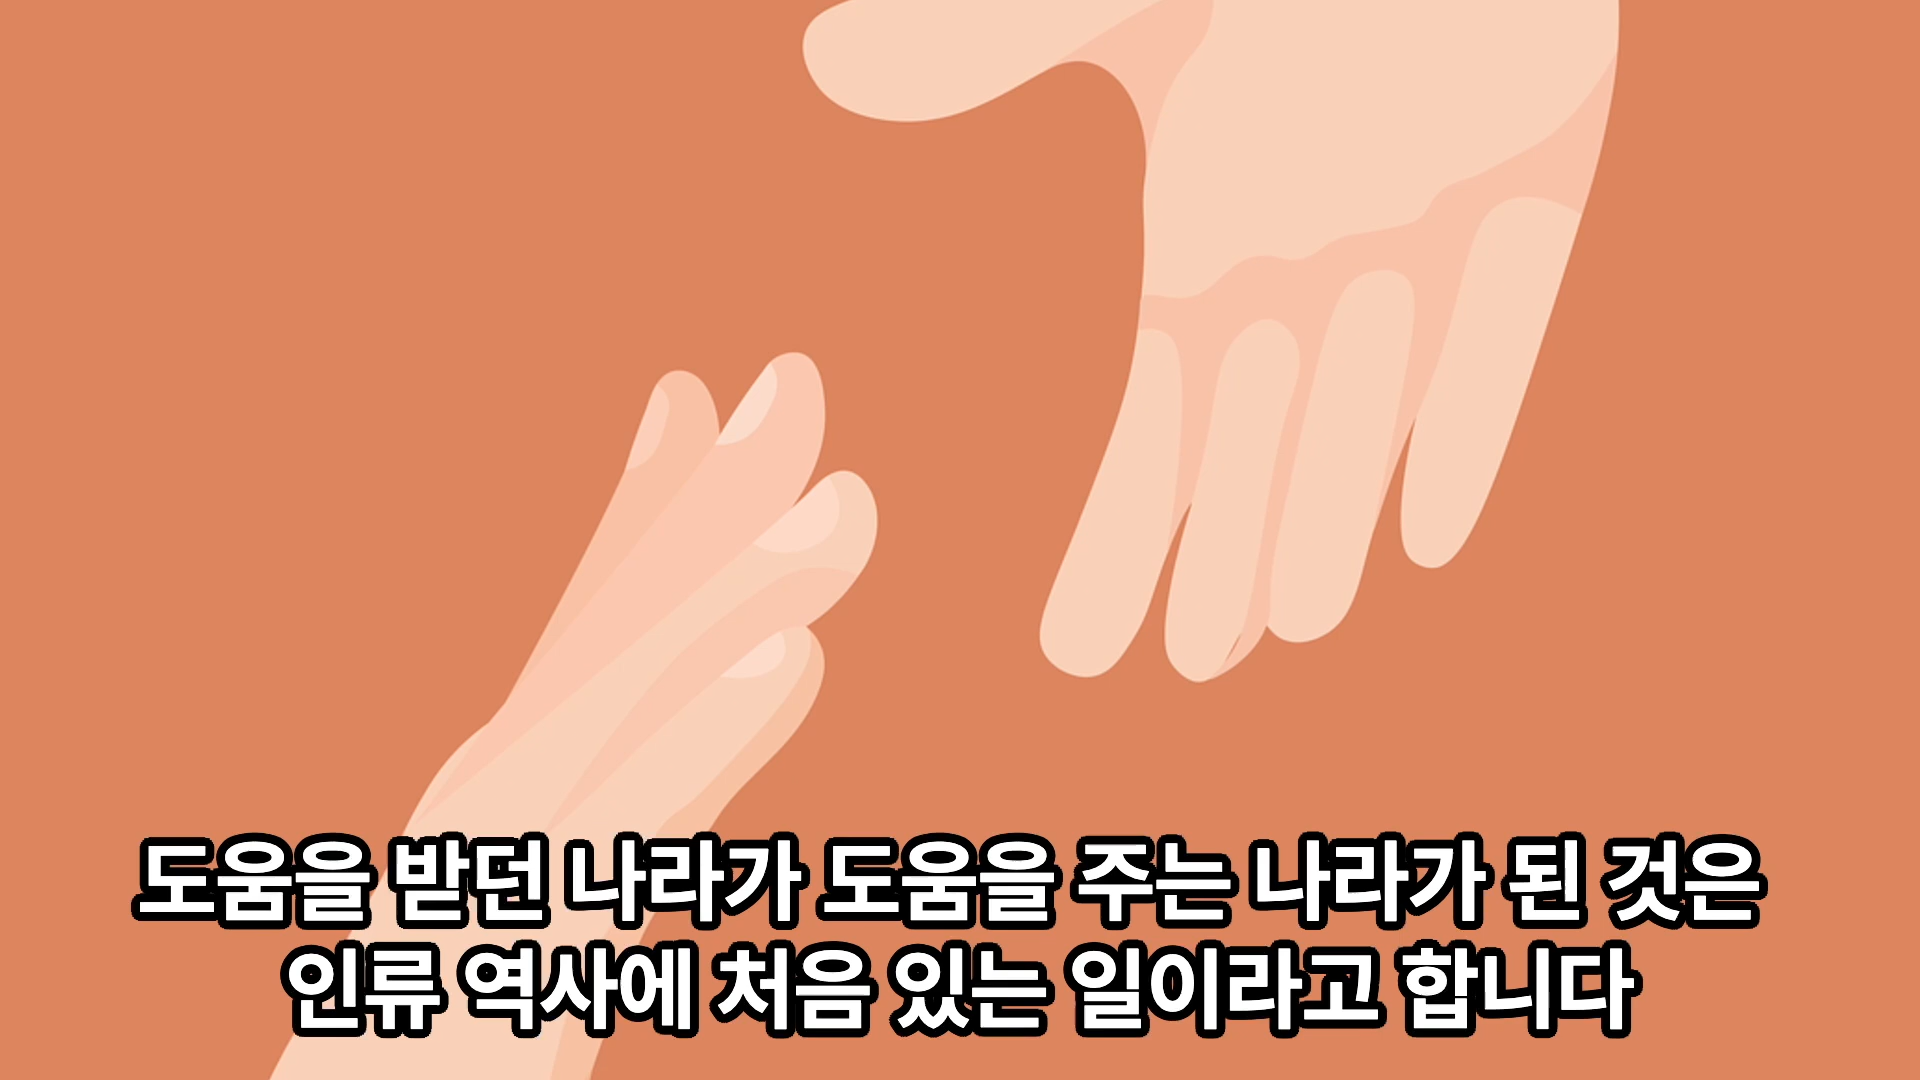 도움을 받던 나라가 도움을 주는 나라가 된 것은
인류 역사에 처음 있는 일이라고 합니다